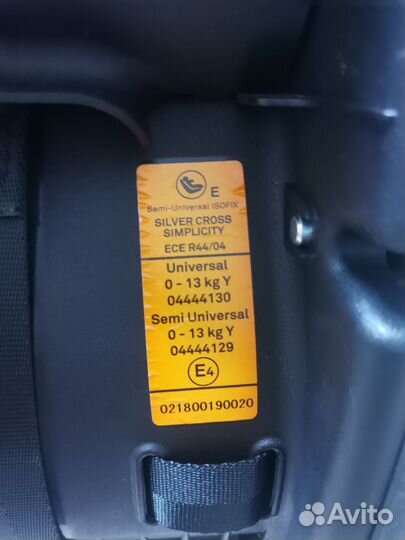 E
Semi-Universal ISOFIX
SILVER CROSS
SIMPLICITY
ECE R44/04
Universal
0 - 13 kg Y
04444130
Semi Universal
0 - 13 kg Y
04444129
E4
021800190020
Avito